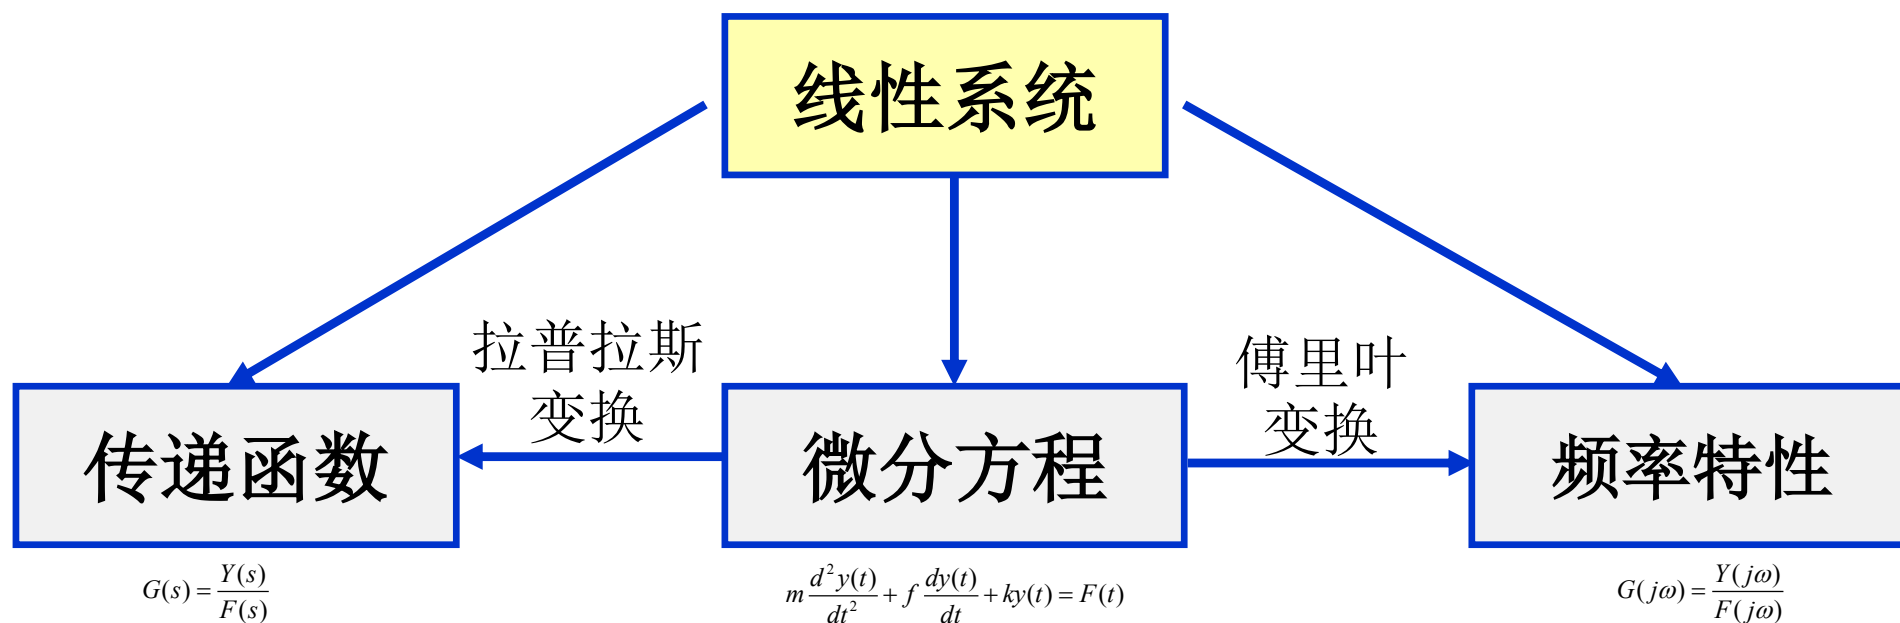 线性系统
拉普拉斯
变换
傅里叶
变换
传递函数
微分方程
频率特性
G(s) = Y(s) / F(s)
m d²y(t) / dt² + f dy(t) / dt + ky(t) = F(t)
G(jω) = Y(jω) / F(jω)